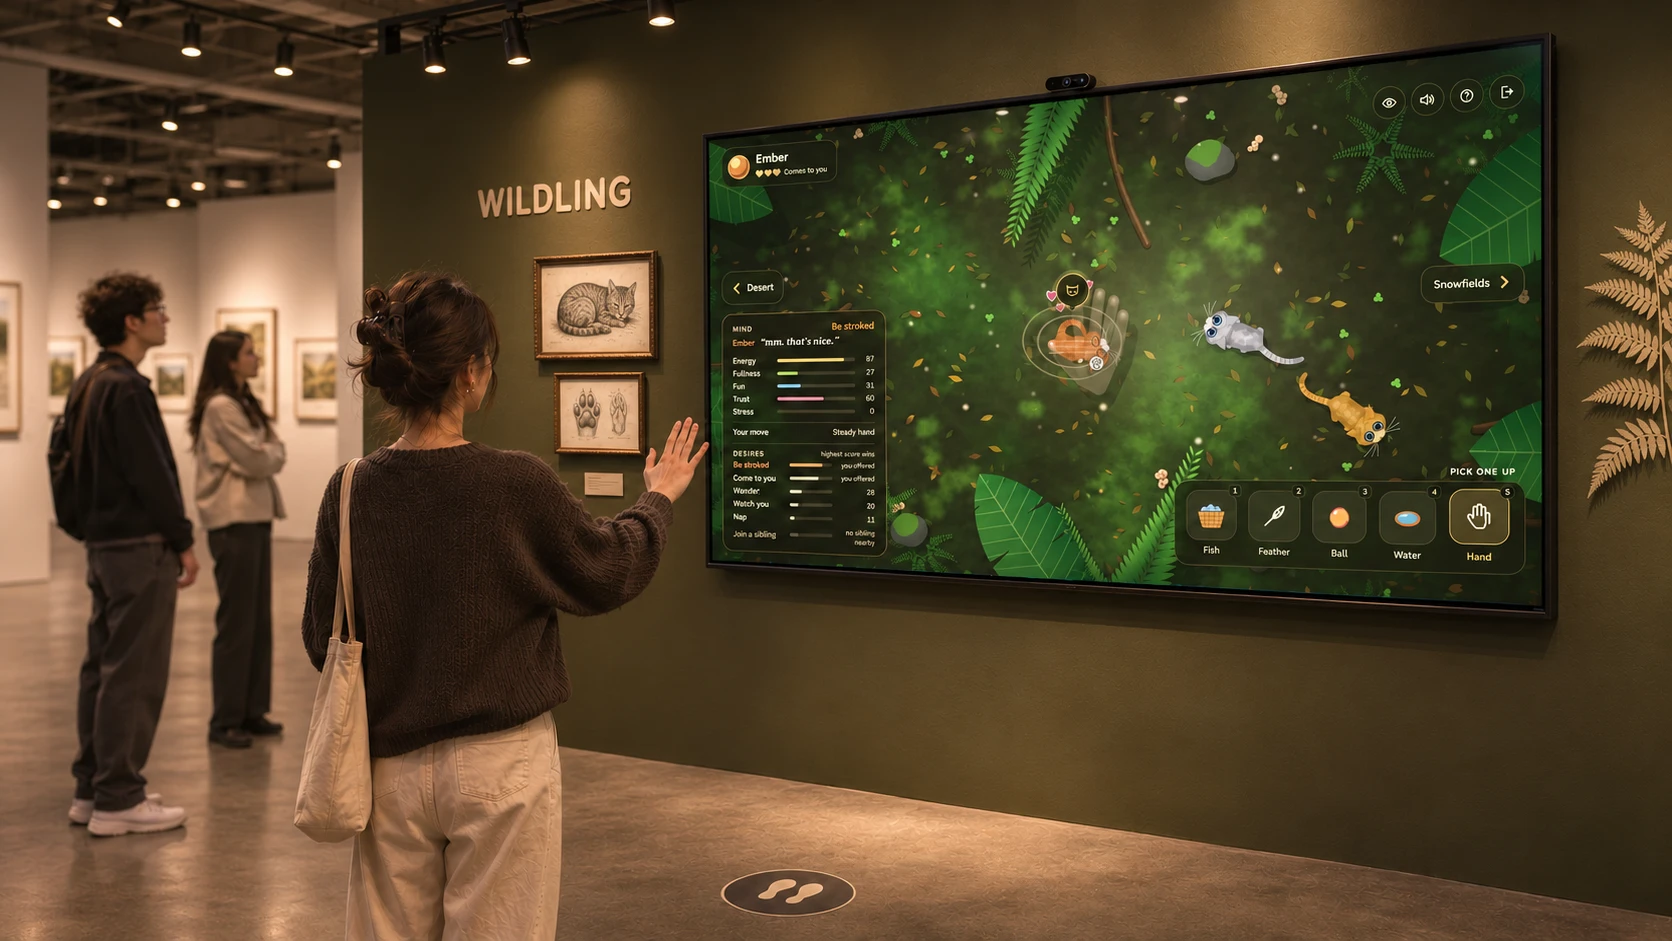 WILDLING
Ember
Comes to you
Desert
Snowfields
MIND
Be stroked
Ember "mm. that's nice."
Energy 87
Fullness 27
Fun 31
Trust 60
Stress 0
Your move Steady hand
DESIRES highest score wins
Be stroked you offered
Come to you you offered
Wander 28
Watch you 20
Nap 11
Join a sibling no sibling
nearby
PICK ONE UP
1 2 3 4 5
Fish Feather Ball Water Hand